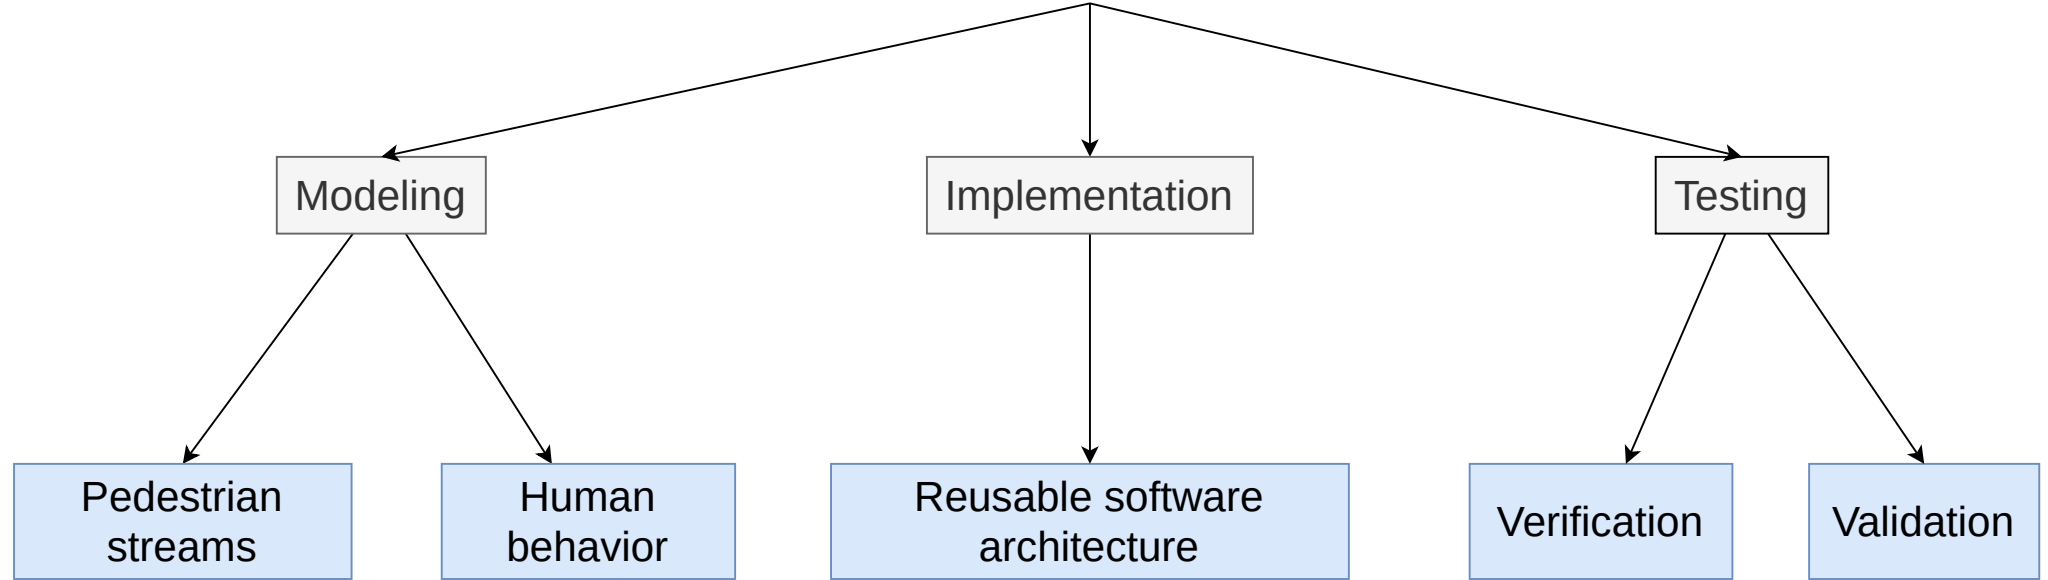 Modeling
Implementation
Testing
Pedestrian
streams
Human
behavior
Reusable software
architecture
Verification
Validation